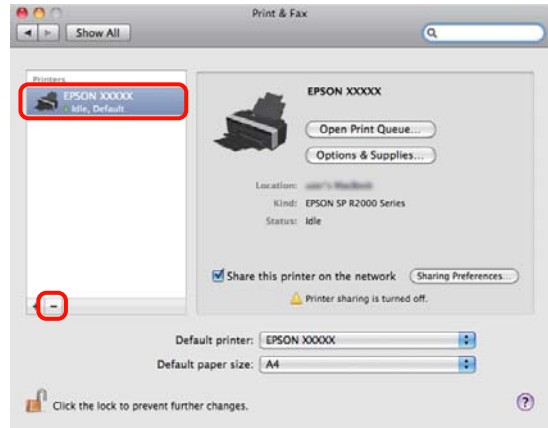 Print & Fax
Show All
Printers
EPSON XXXXX
Idle, Default
+ −
EPSON XXXXX
Open Print Queue...
Options & Supplies...
Location:
Kind: EPSON SP R2000 Series
Status: Idle
Share this printer on the network
Sharing Preferences...
Printer sharing is turned off.
Default printer: EPSON XXXXX
Default paper size: A4
Click the lock to prevent further changes.
?